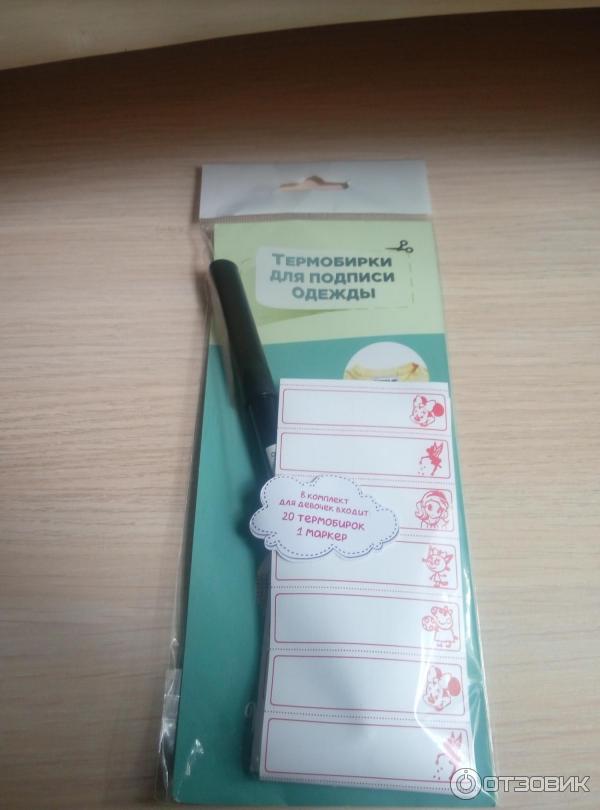 Термобирки
для подписи
одежды
в комплект
для девочек входит
20 термобирок
1 маркер
ОТЗОВИК